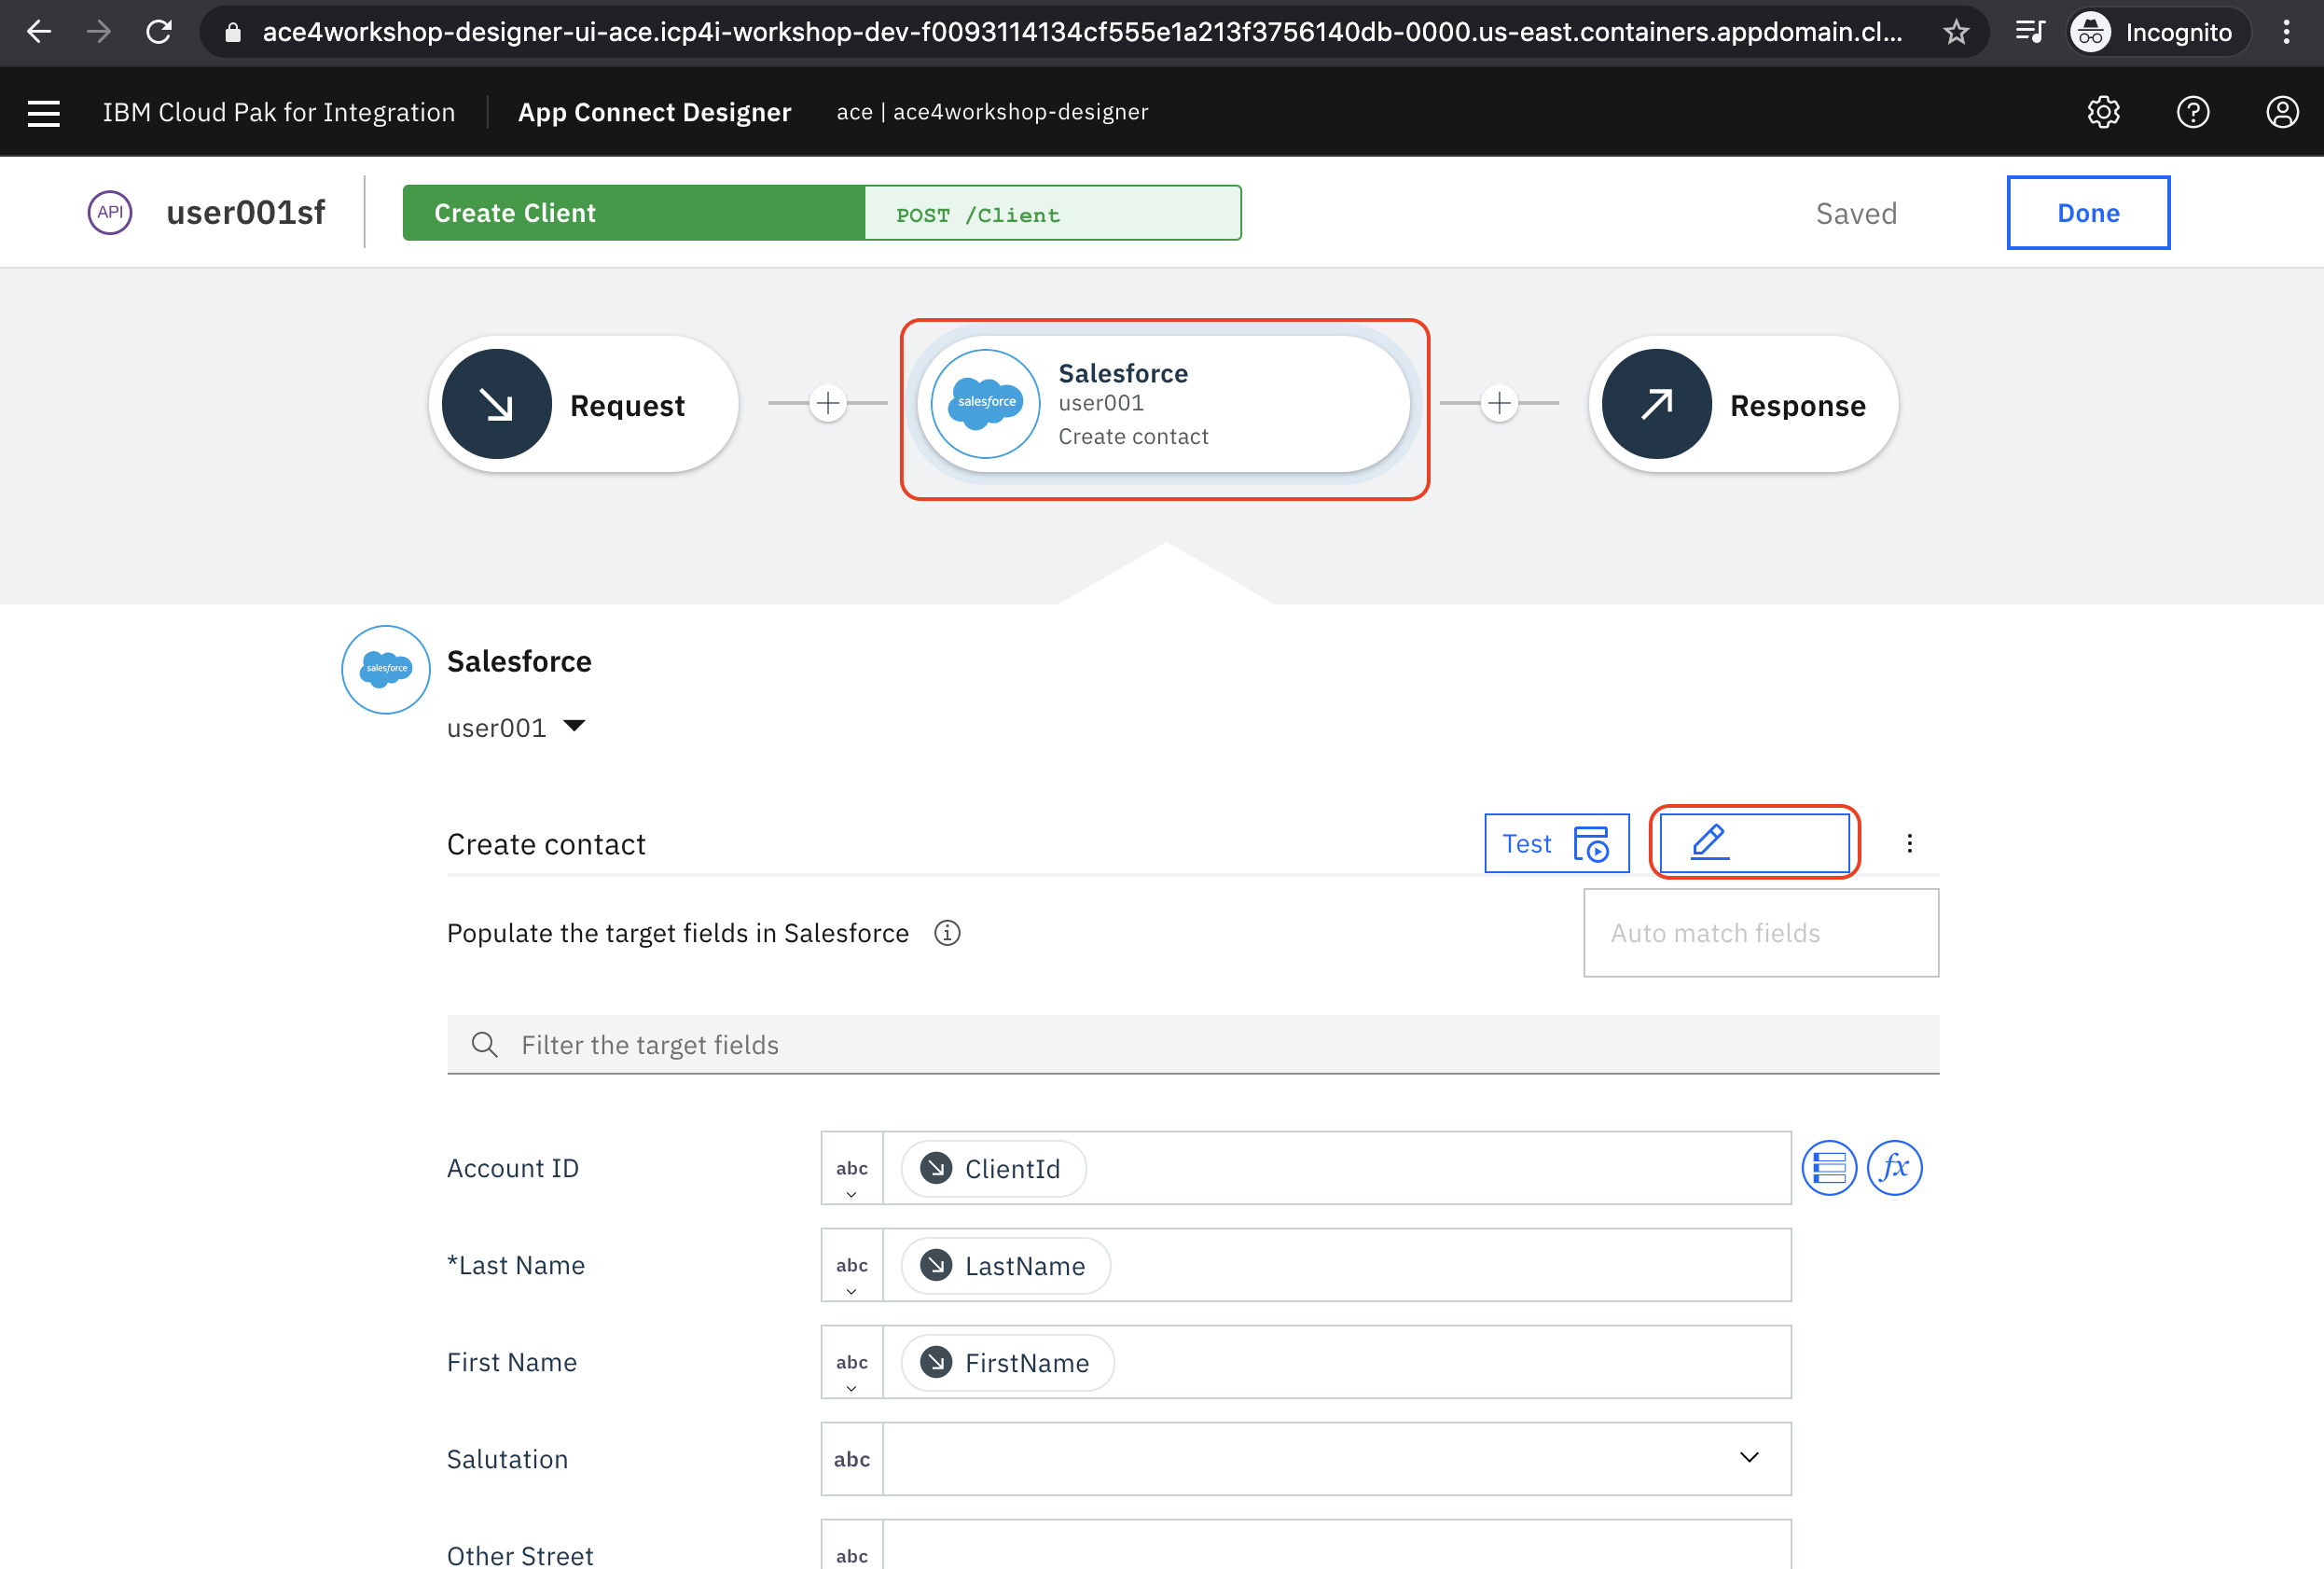 ace4workshop-designer-ui-ace.icp4i-workshop-dev-f0093114134cf555e1a213f3756140db-0000.us-east.containers.appdomain.cl... Incognito
IBM Cloud Pak for Integration App Connect Designer ace | ace4workshop-designer
API user001sf Create Client POST /Client Saved Done
Request
salesforce
Salesforce
user001
Create contact
Response
salesforce
Salesforce
user001
Create contact Test
Populate the target fields in Salesforce Auto match fields
Filter the target fields
Account ID abc ClientId fx
*Last Name abc LastName
First Name abc FirstName
Salutation abc
Other Street abc